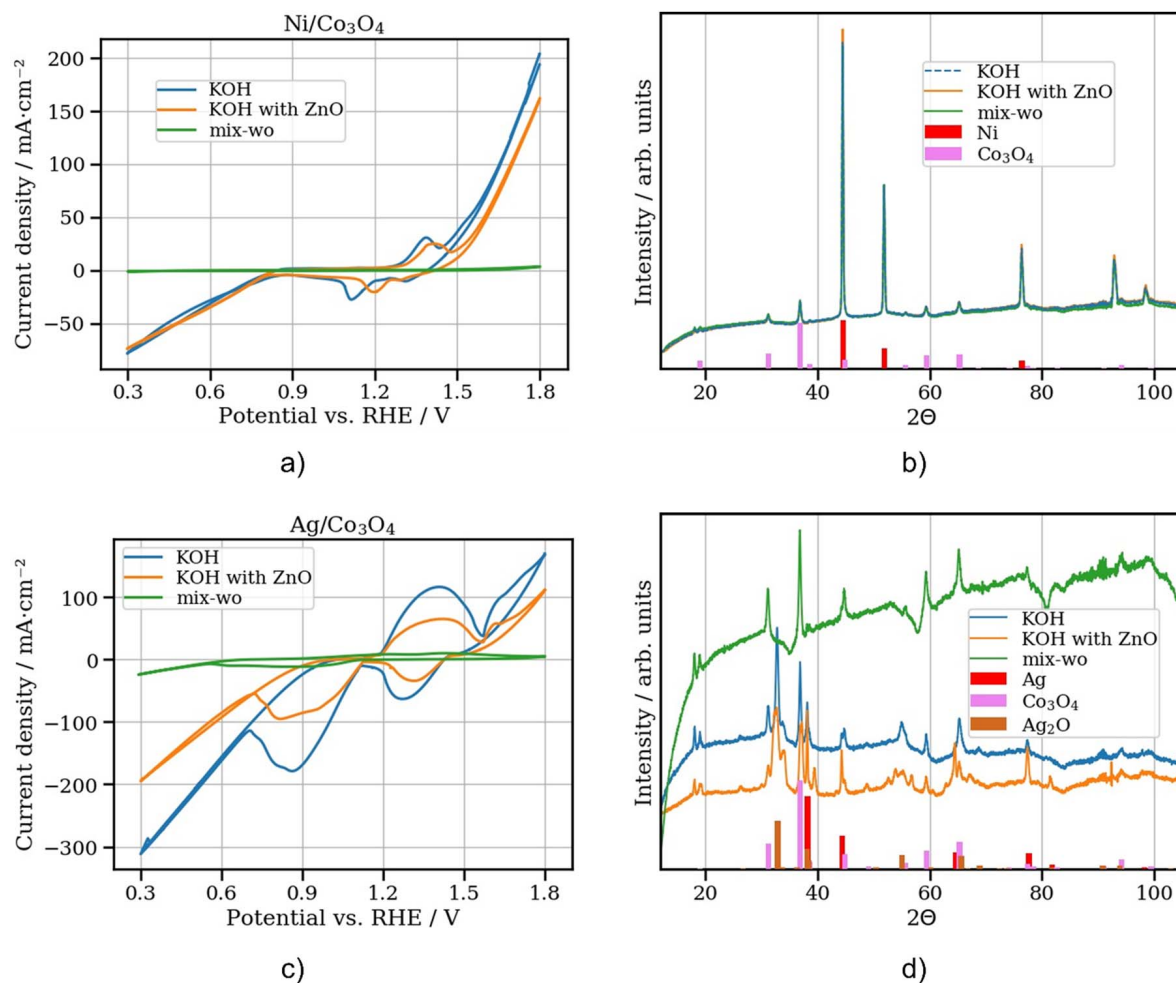 Ni/Co₃O₄
Current density / mA·cm⁻²
200
150
100
50
0
−50
KOH
KOH with ZnO
mix-wo
0.3 0.6 0.9 1.2 1.5 1.8
Potential vs. RHE / V
a)
Intensity / arb. units
KOH
KOH with ZnO
mix-wo
Ni
Co₃O₄
20 40 60 80 100
2Θ
b)
Ag/Co₃O₄
Current density / mA·cm⁻²
100
0
−100
−200
−300
KOH
KOH with ZnO
mix-wo
0.3 0.6 0.9 1.2 1.5 1.8
Potential vs. RHE / V
c)
Intensity / arb. units
KOH
KOH with ZnO
mix-wo
Ag
Co₃O₄
Ag₂O
20 40 60 80 100
2Θ
d)